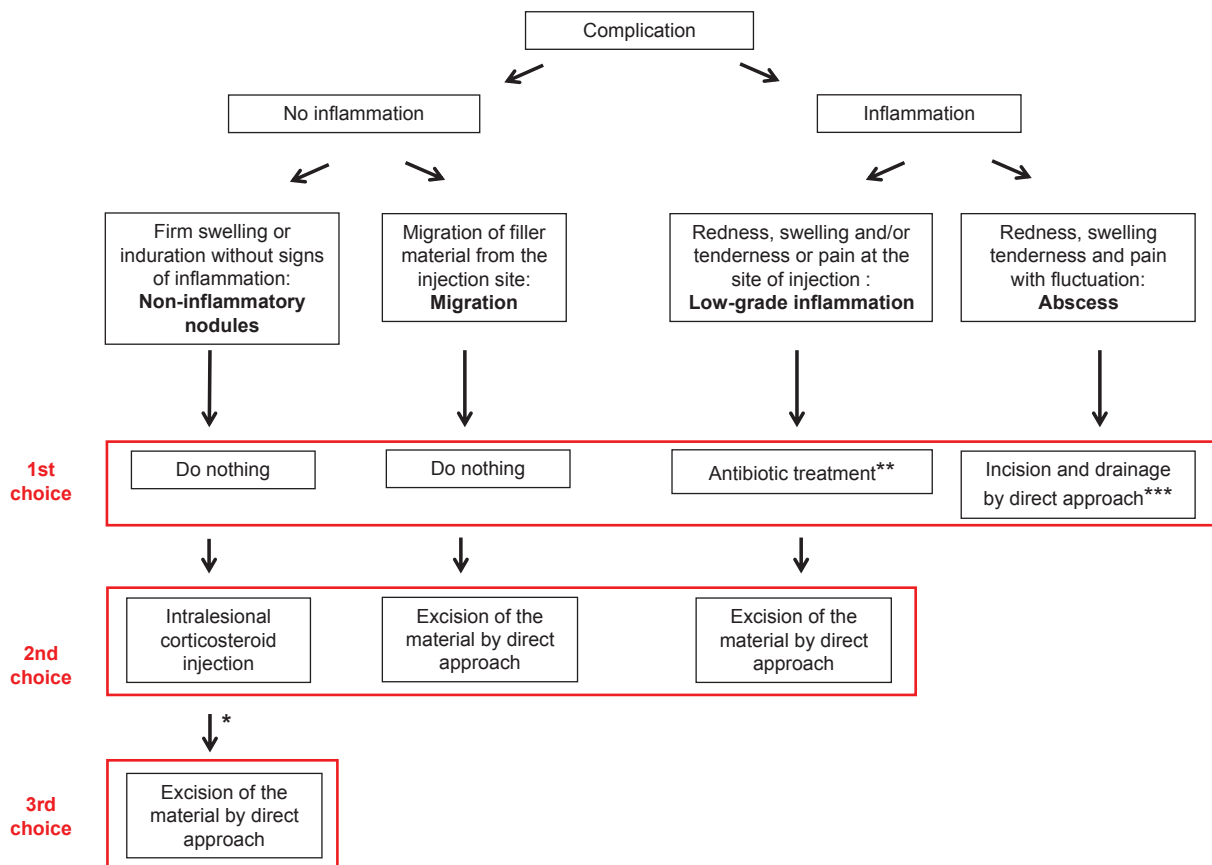 Complication
No inflammation
Inflammation
Firm swelling or
induration without signs
of inflammation:
Non-inflammatory
nodules
Migration of filler
material from the
injection site:
Migration
Redness, swelling and/or
tenderness or pain at the
site of injection :
Low-grade inflammation
Redness, swelling
tenderness and pain
with fluctuation:
Abscess
1st
choice
Do nothing
Do nothing
Antibiotic treatment**
Incision and drainage
by direct approach***
2nd
choice
Intralesional
corticosteroid
injection
Excision of the
material by direct
approach
Excision of the
material by direct
approach
*
3rd
choice
Excision of the
material by direct
approach